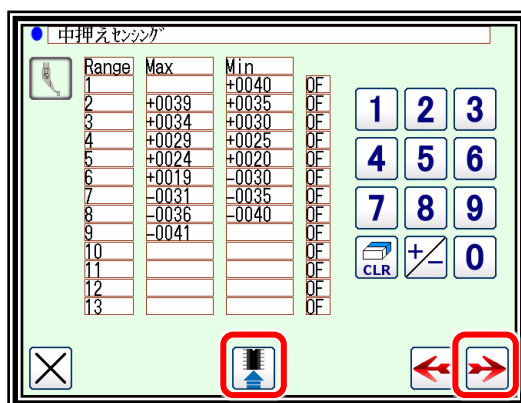 中押えセンシング
Range Max Min
1 +0040 OF
2 +0039 +0035 OF
3 +0034 +0030 OF
4 +0029 +0025 OF
5 +0024 +0020 OF
6 +0019 -0030 OF
7 -0031 -0035 OF
8 -0036 -0040 OF
9 -0041 OF
10 OF
11 OF
12 OF
13 OF
1 2 3
4 5 6
7 8 9
CLR +/- 0